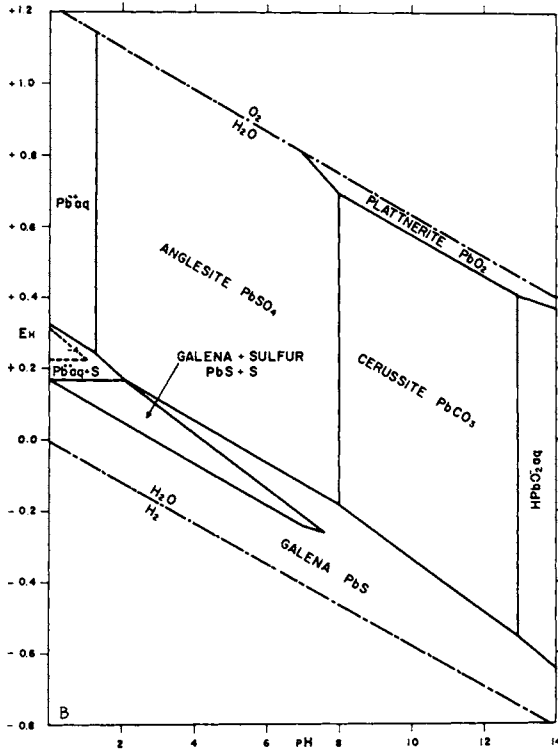 +1.2
+1.0
+0.8
+0.6
+0.4
Ex
+0.2
0.0
-0.2
-0.4
-0.6
-0.8
O₂
H₂O
Pb⁺⁺aq
PLATTNERITE PbO₂
ANGLESITE PbSO₄
GALENA + SULFUR
PbS + S
Pb⁺⁺aq+S
CERUSSITE PbCO₃
HPbO₂⁻aq
H₂O
H₂
GALENA PbS
B
2
4
6
PH
8
10
12
14